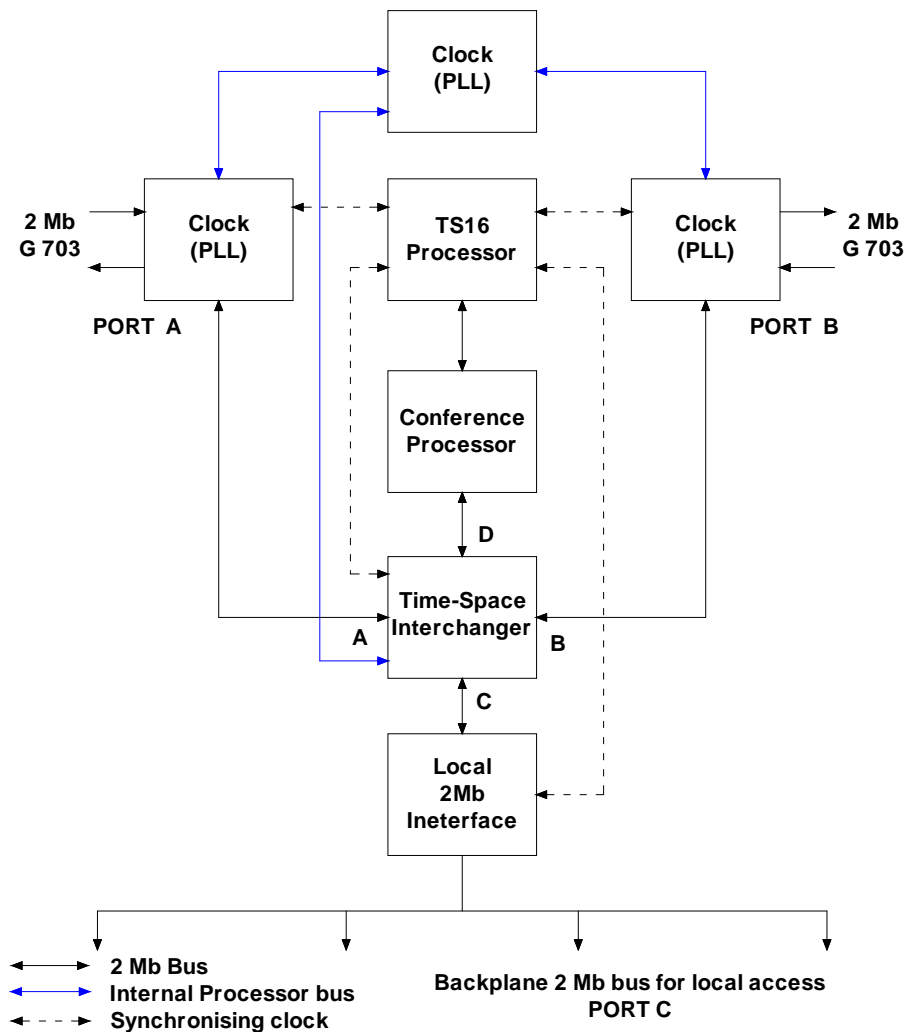 Clock
(PLL)
2 Mb
G 703
Clock
(PLL)
TS16
Processor
Clock
(PLL)
2 Mb
G 703
PORT A
PORT B
Conference
Processor
D
Time-Space
Interchanger
A
B
C
Local
2Mb
Ineterface
2 Mb Bus
Internal Processor bus
Synchronising clock
Backplane 2 Mb bus for local access
PORT C